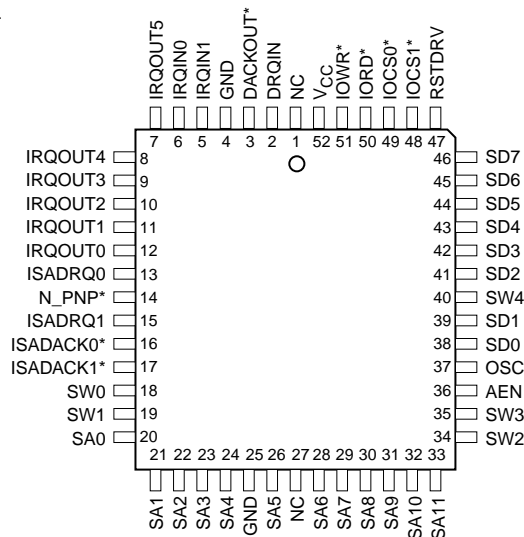 IRQOUT5
IRQIN0
IRQIN1
GND
DACKOUT*
DRQIN
NC
VCC
IOWR*
IORD*
IOCS0*
IOCS1*
RSTDRV
7 6 5 4 3 2 1 52 51 50 49 48 47
IRQOUT4 8
IRQOUT3 9
IRQOUT2 10
IRQOUT1 11
IRQOUT0 12
ISADRQ0 13
N_PNP* 14
ISADRQ1 15
ISADACK0* 16
ISADACK1* 17
SW0 18
SW1 19
SA0 20
46 SD7
45 SD6
44 SD5
43 SD4
42 SD3
41 SD2
40 SW4
39 SD1
38 SD0
37 OSC
36 AEN
35 SW3
34 SW2
21 22 23 24 25 26 27 28 29 30 31 32 33
SA1
SA2
SA3
SA4
GND
SA5
NC
SA6
SA7
SA8
SA9
SA10
SA11